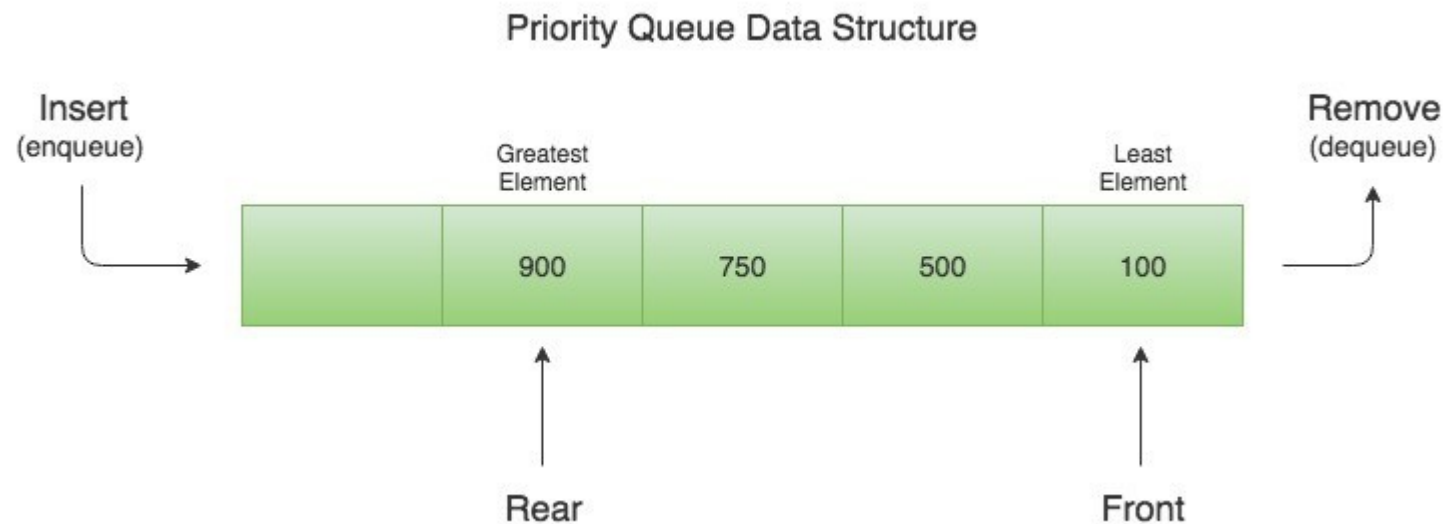 Priority Queue Data Structure
Insert
(enqueue)
Remove
(dequeue)
Greatest
Element
Least
Element
900
750
500
100
Rear
Front